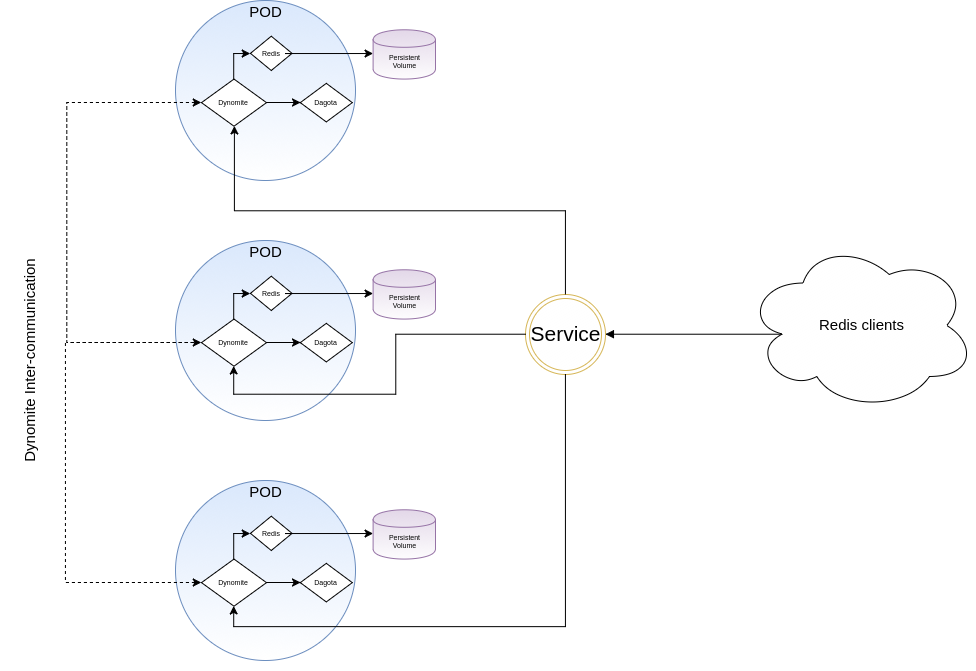 POD
Redis
Persistent
Volume
Dynomite
Dagota
POD
Redis
Persistent
Volume
Dynomite
Dagota
Service
Redis clients
Dynomite Inter-communication
POD
Redis
Persistent
Volume
Dynomite
Dagota